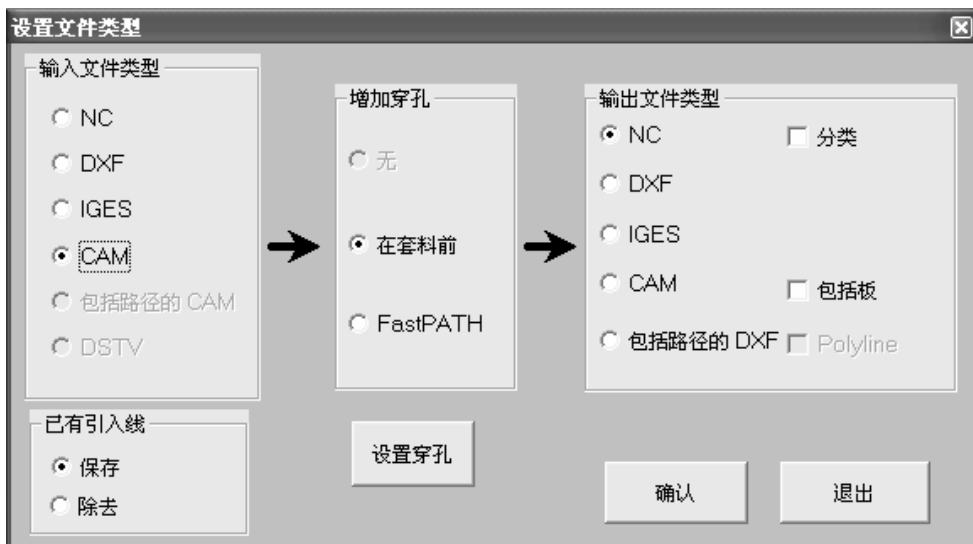 设置文件类型
输入文件类型
NC
DXF
IGES
CAM
包括路径的 CAM
DSTV
已有引入线
保存
除去
增加穿孔
无
在套料前
FastPATH
设置穿孔
输出文件类型
NC
分类
DXF
IGES
CAM
包括板
包括路径的 DXF
Polyline
确认
退出